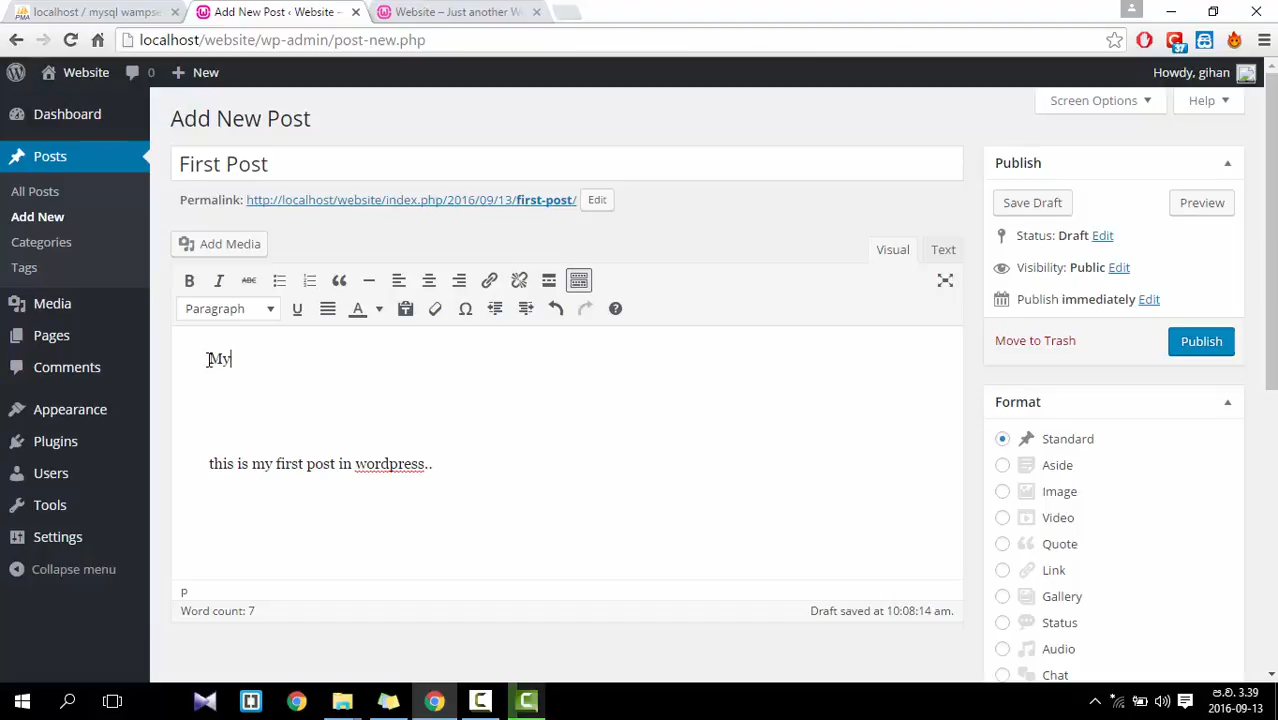 localhost / mysql wampse
Add New Post ‹ Website –
Website – Just another W
localhost/website/wp-admin/post-new.php
37
Website
0
New
Howdy, gihan
Dashboard
Posts
All Posts
Add New
Categories
Tags
Media
Pages
Comments
Appearance
Plugins
Users
Tools
Settings
Collapse menu
Add New Post
Screen Options
Help
First Post
Permalink: http://localhost/website/index.php/2016/09/13/first-post/ Edit
Add Media
Visual
Text
B I ABC
Paragraph
U
A
My
this is my first post in wordpress..
p
Word count: 7
Draft saved at 10:08:14 am.
Publish
Save Draft
Preview
Status: Draft Edit
Visibility: Public Edit
Publish immediately Edit
Move to Trash
Publish
Format
Standard
Aside
Image
Video
Quote
Link
Gallery
Status
Audio
Chat
3.39
2016-09-13